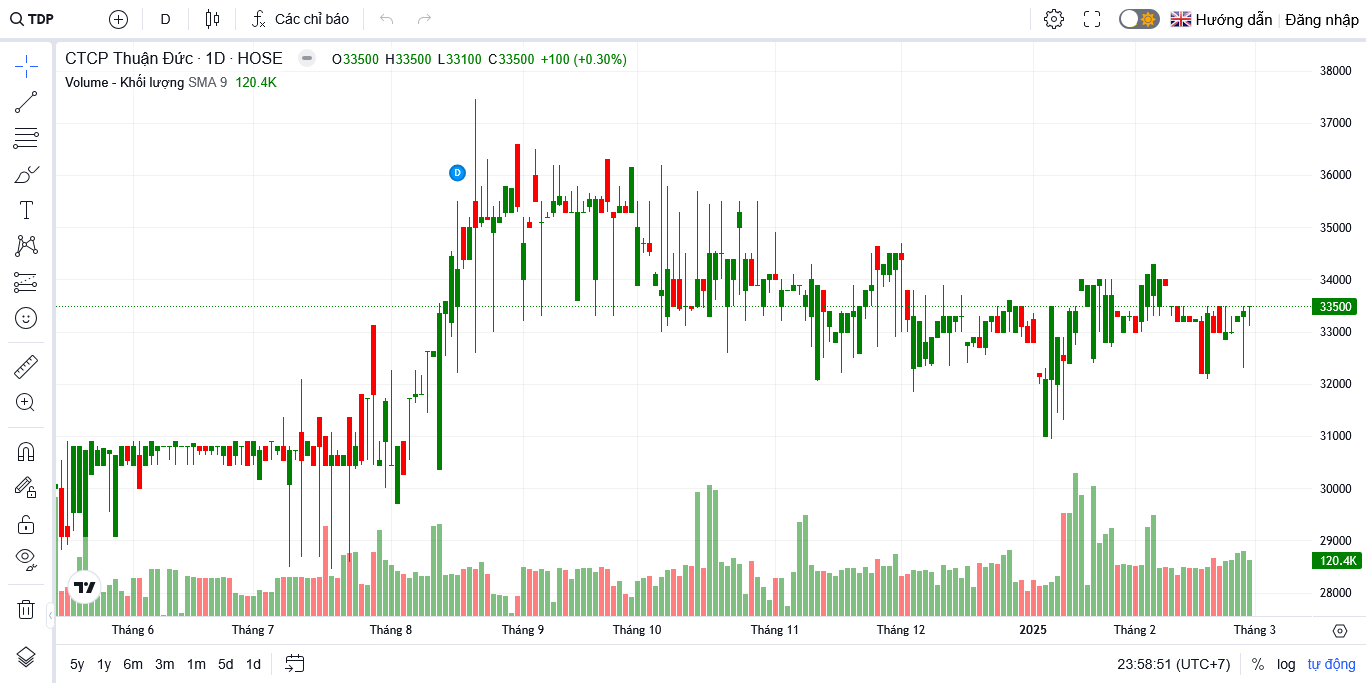 TDP D Các chỉ báo Hướng dẫn Đăng nhập
CTCP Thuận Đức · 1D · HOSE O33500 H33500 L33100 C33500 +100 (+0.30%)
Volume - Khối lượng SMA 9 120.4K
D
38000
37000
36000
35000
34000
33500
33000
32000
31000
30000
29000
120.4K
28000
Tháng 6 Tháng 7 Tháng 8 Tháng 9 Tháng 10 Tháng 11 Tháng 12 2025 Tháng 2 Tháng 3
5y 1y 6m 3m 1m 5d 1d 23:58:51 (UTC+7) % log tự động